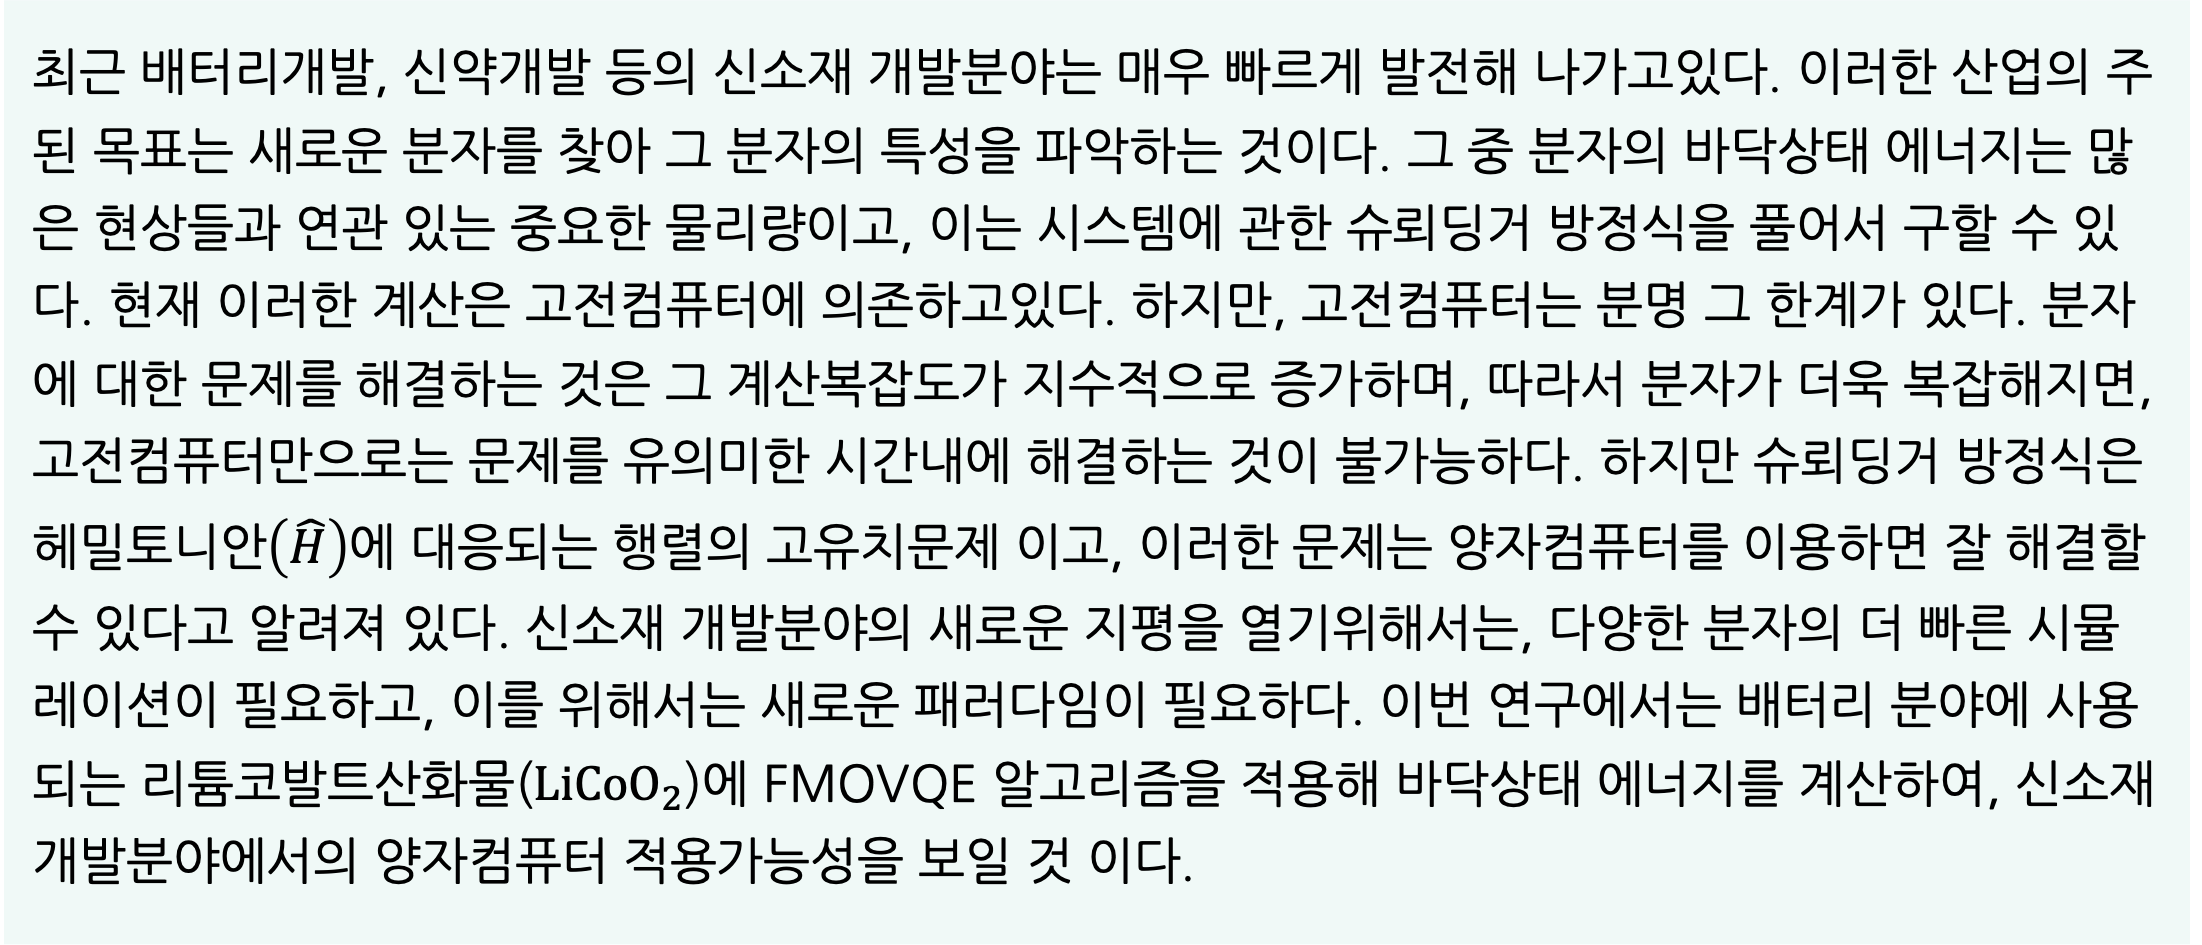 최근 배터리개발, 신약개발 등의 신소재 개발분야는 매우 빠르게 발전해 나가고있다. 이러한 산업의 주
된 목표는 새로운 분자를 찾아 그 분자의 특성을 파악하는 것이다. 그 중 분자의 바닥상태 에너지는 많
은 현상들과 연관 있는 중요한 물리량이고, 이는 시스템에 관한 슈뢰딩거 방정식을 풀어서 구할 수 있
다. 현재 이러한 계산은 고전컴퓨터에 의존하고있다. 하지만, 고전컴퓨터는 분명 그 한계가 있다. 분자
에 대한 문제를 해결하는 것은 그 계산복잡도가 지수적으로 증가하며, 따라서 분자가 더욱 복잡해지면,
고전컴퓨터만으로는 문제를 유의미한 시간내에 해결하는 것이 불가능하다. 하지만 슈뢰딩거 방정식은
헤밀토니안(Ĥ)에 대응되는 행렬의 고유치문제 이고, 이러한 문제는 양자컴퓨터를 이용하면 잘 해결할
수 있다고 알려져 있다. 신소재 개발분야의 새로운 지평을 열기위해서는, 다양한 분자의 더 빠른 시뮬
레이션이 필요하고, 이를 위해서는 새로운 패러다임이 필요하다. 이번 연구에서는 배터리 분야에 사용
되는 리튬코발트산화물(LiCoO₂)에 FMOVQE 알고리즘을 적용해 바닥상태 에너지를 계산하여, 신소재
개발분야에서의 양자컴퓨터 적용가능성을 보일 것 이다.